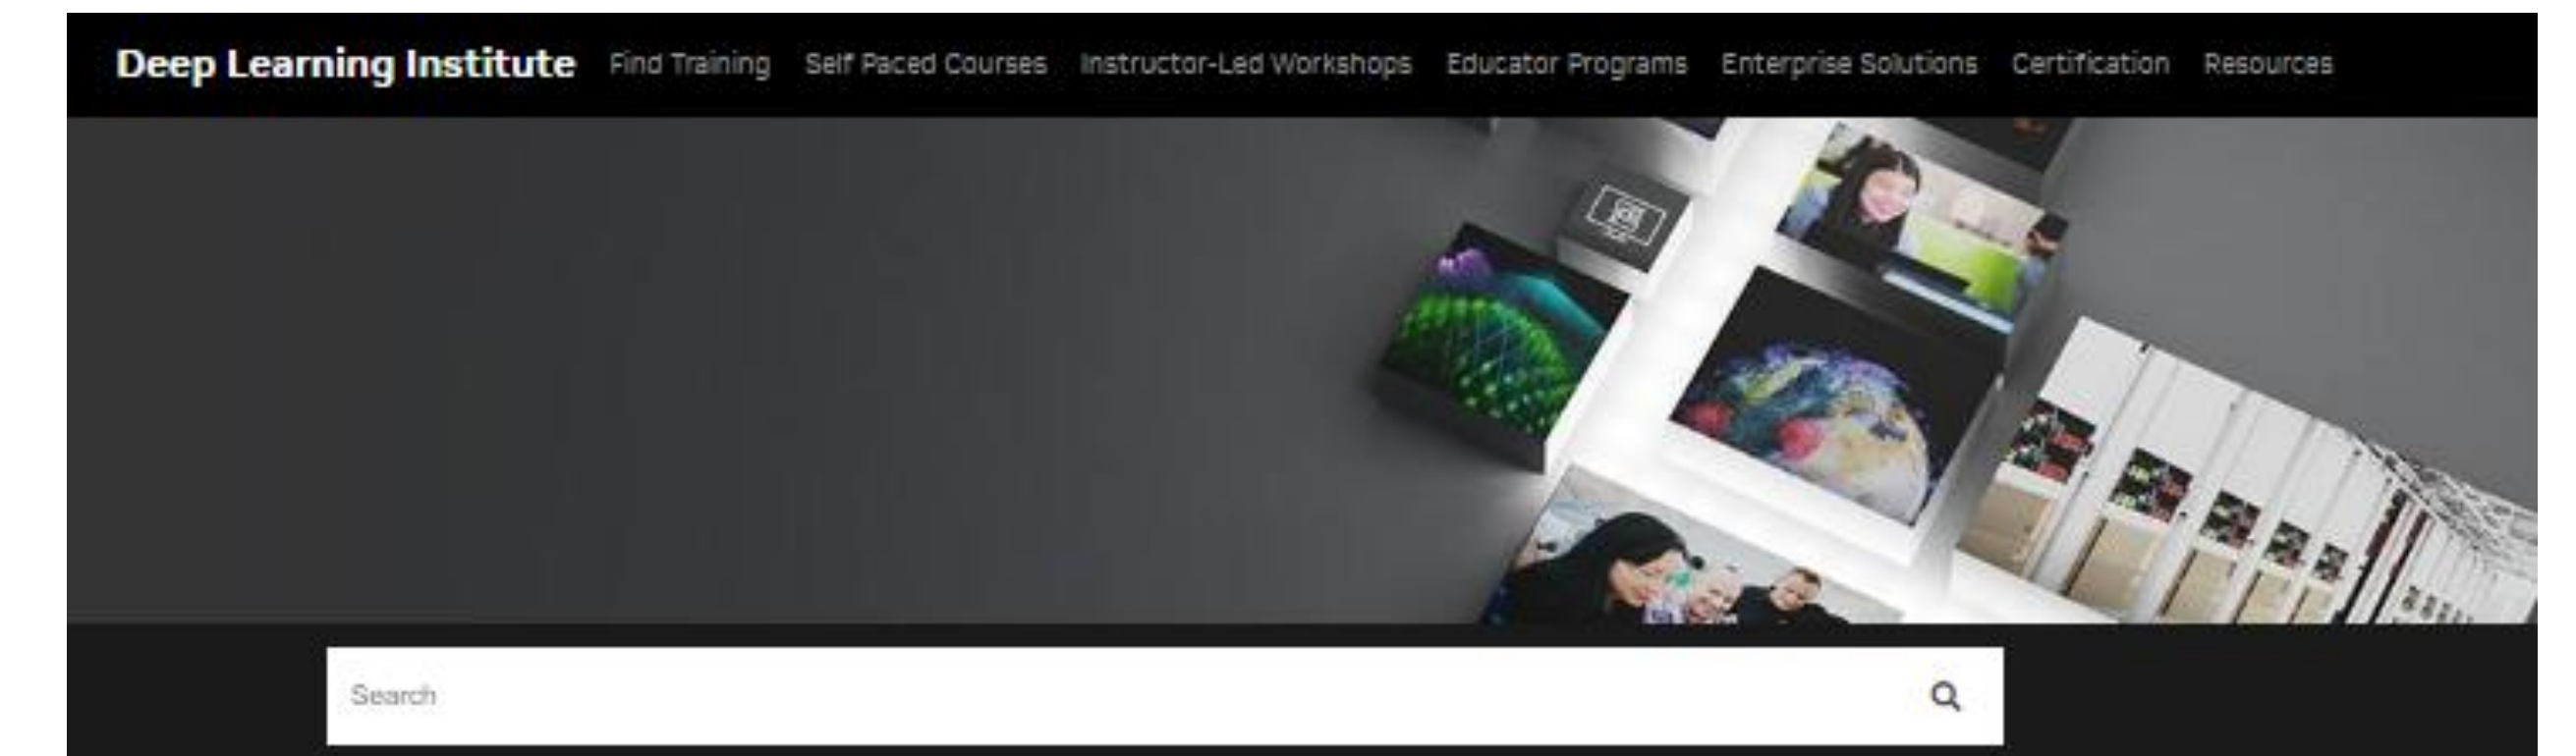 Deep Learning Institute Find Training Self Paced Courses Instructor-Led Workshops Educator Programs Enterprise Solutions Certification Resources
Search